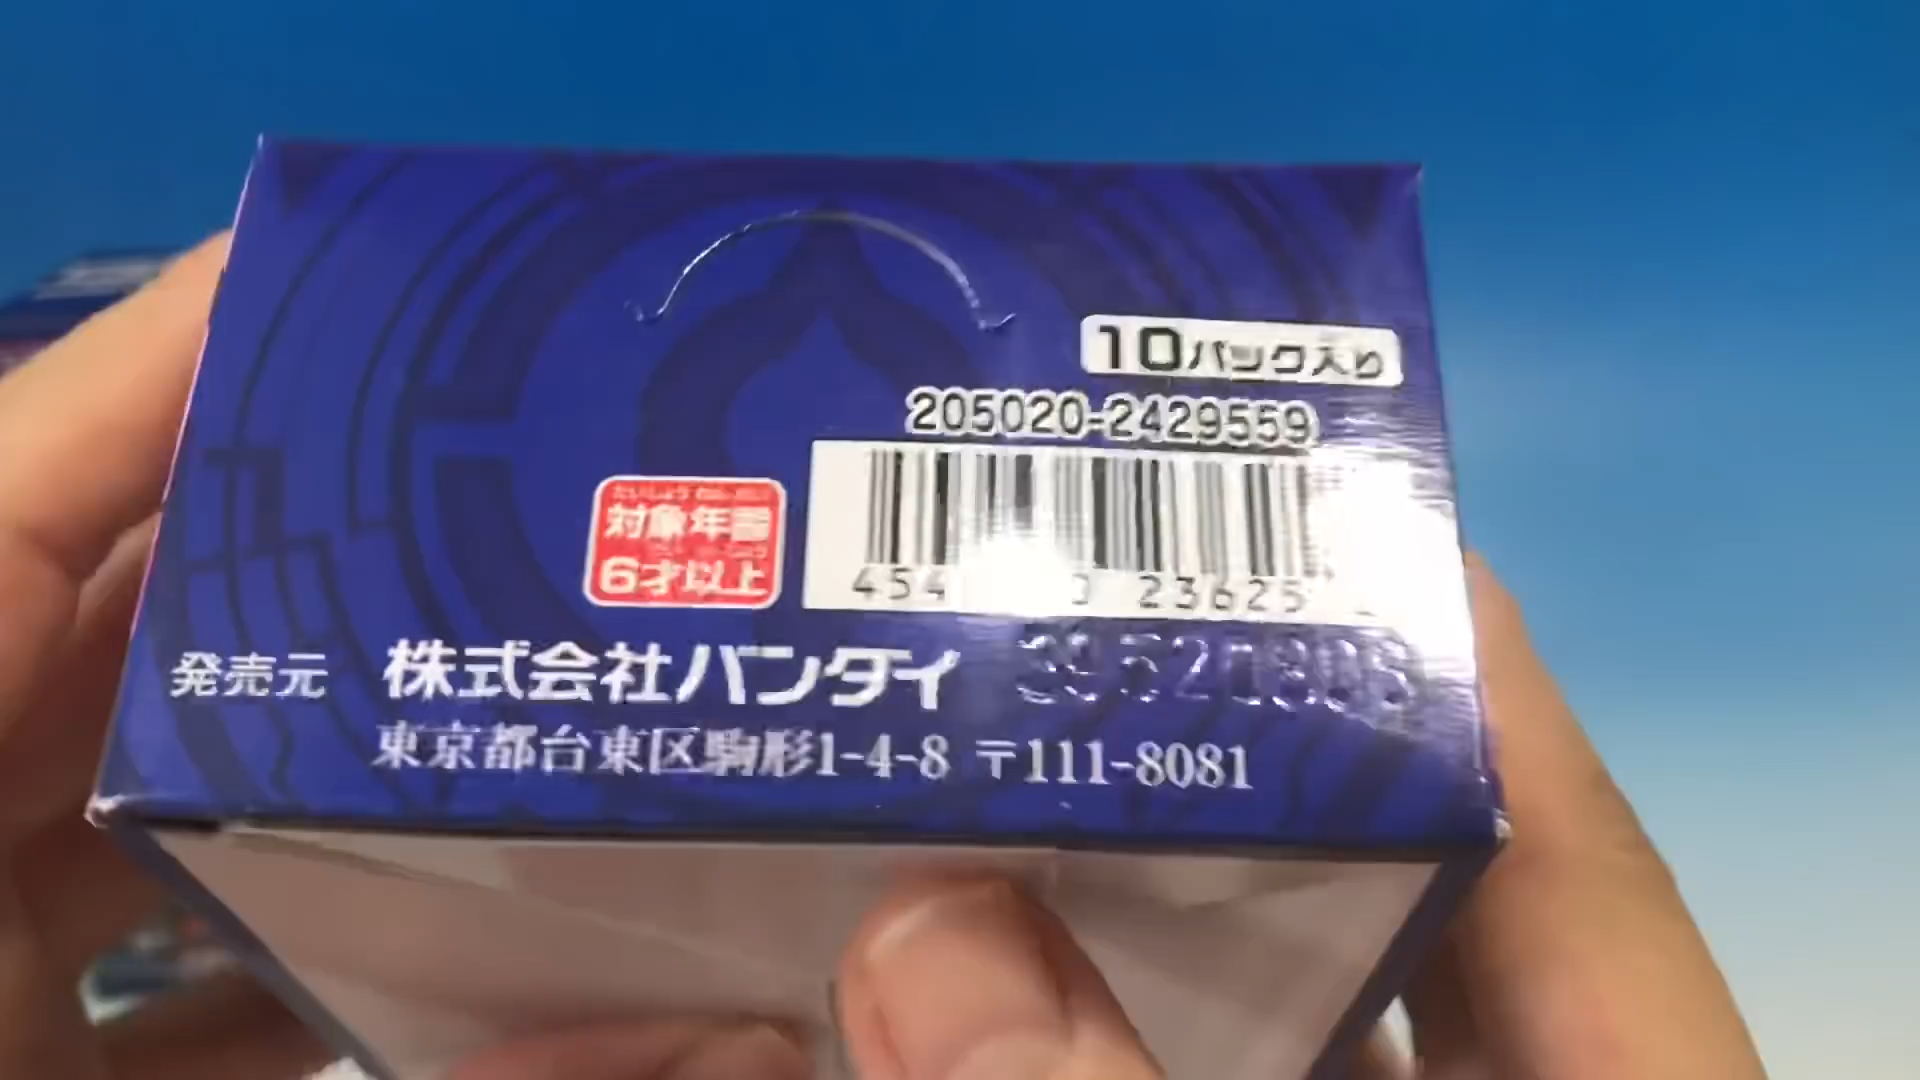 10パック入り
205020-2429559
対象年齢
6才以上
454 23625
発売元 株式会社バンダイ
東京都台東区駒形1-4-8 〒111-8081